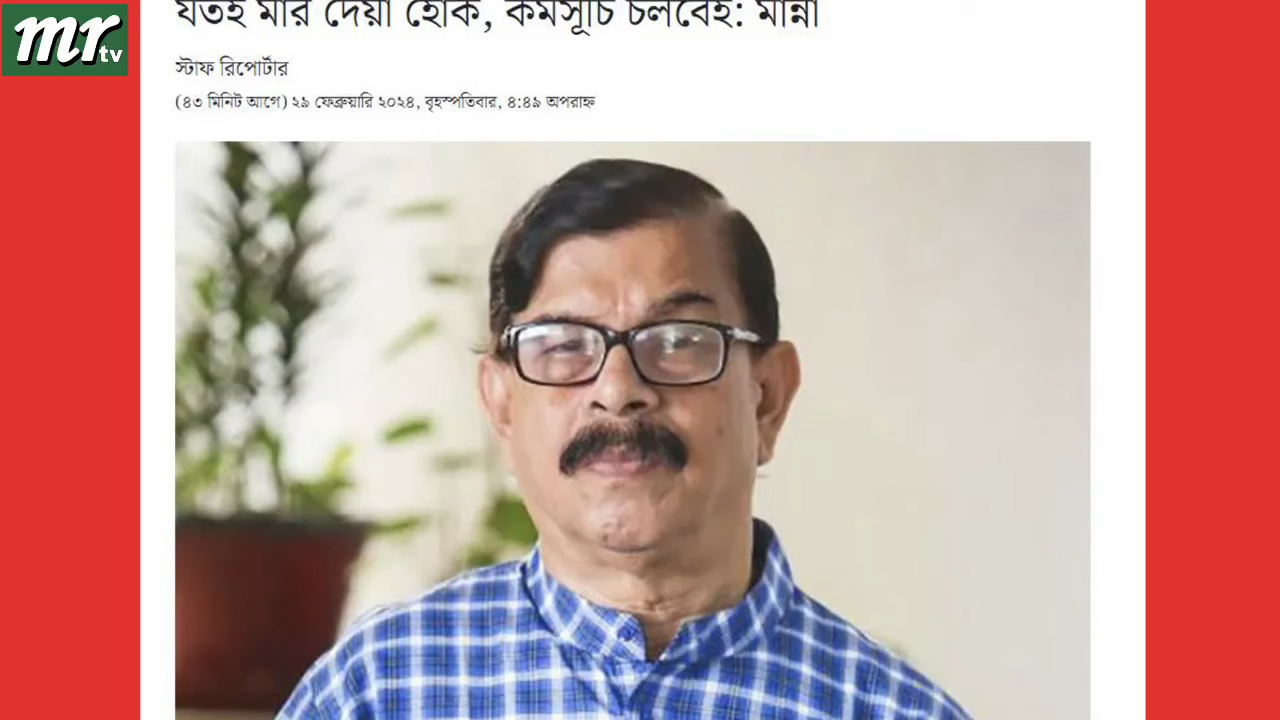 mr tv
যতই মার দেয়া হোক, কর্মসূচি চলবেই: মান্না
স্টাফ রিপোর্টার
(৪৩ মিনিট আগে) ২৯ ফেব্রুয়ারি ২০২৪, বৃহস্পতিবার, ৪:৪৯ অপরাহ্ন